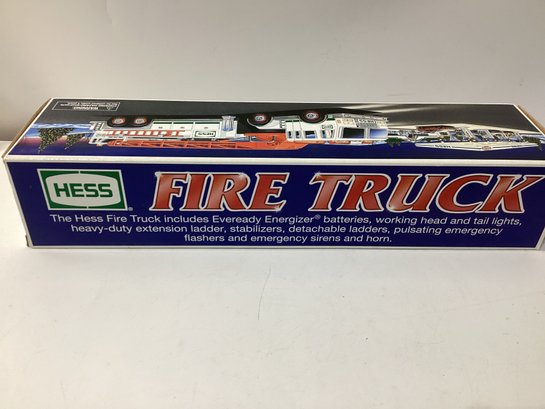 WARNING
HESS
FIRE TRUCK
The Hess Fire Truck includes Eveready Energizer® batteries, working head and tail lights,
heavy-duty extension ladder, stabilizers, detachable ladders, pulsating emergency
flashers and emergency sirens and horn.